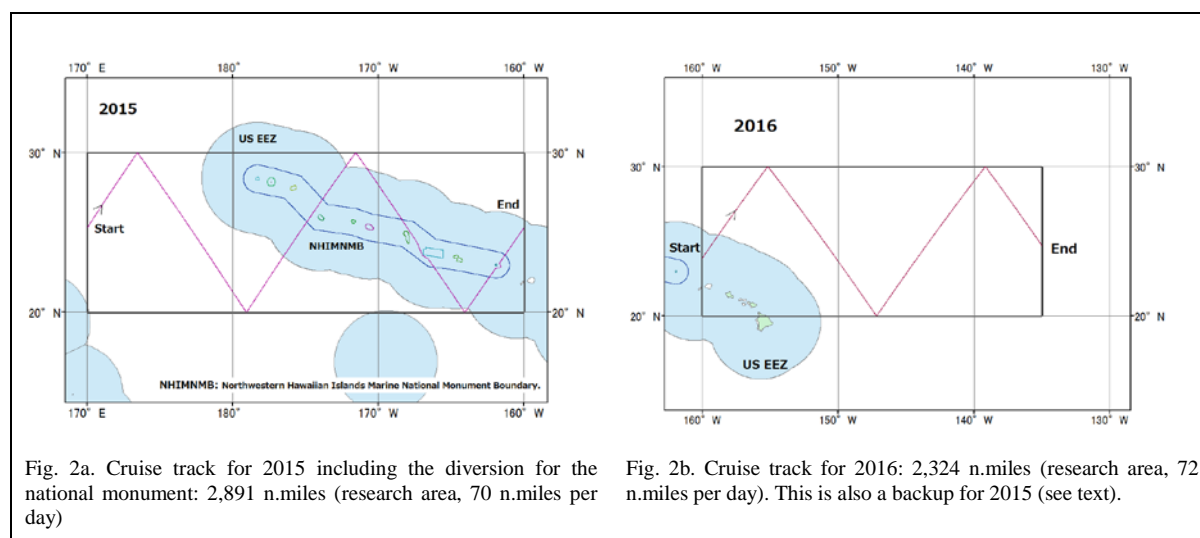 170° E 180° 170° W 160° W
2015
US EEZ
30° N 30° N
Start
End
NHIMNMB
20° N 20° N
NHIMNMB: Northwestern Hawaiian Islands Marine National Monument Boundary.
170° E 180° 170° W 160° W
Fig. 2a. Cruise track for 2015 including the diversion for the
national monument: 2,891 n.miles (research area, 70 n.miles per
day)
160° W 150° W 140° W 130° W
2016
30° N 30° N
Start
End
20° N 20° N
US EEZ
160° W 150° W 140° W 130° W
Fig. 2b. Cruise track for 2016: 2,324 n.miles (research area, 72
n.miles per day). This is also a backup for 2015 (see text).